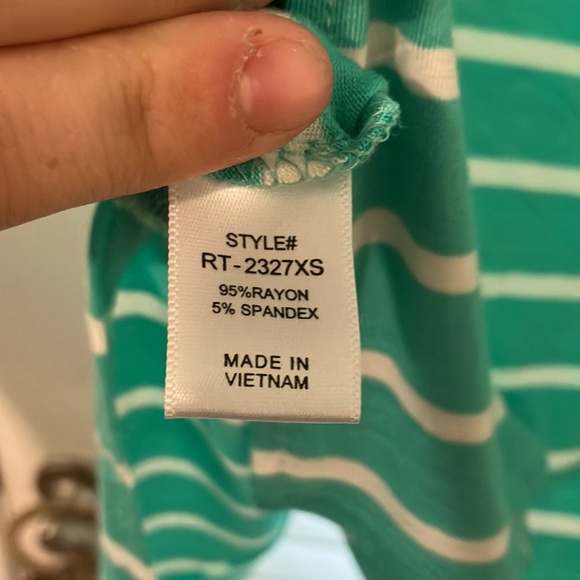 STYLE#
RT-2327XS
95%RAYON
5% SPANDEX
MADE IN
VIETNAM